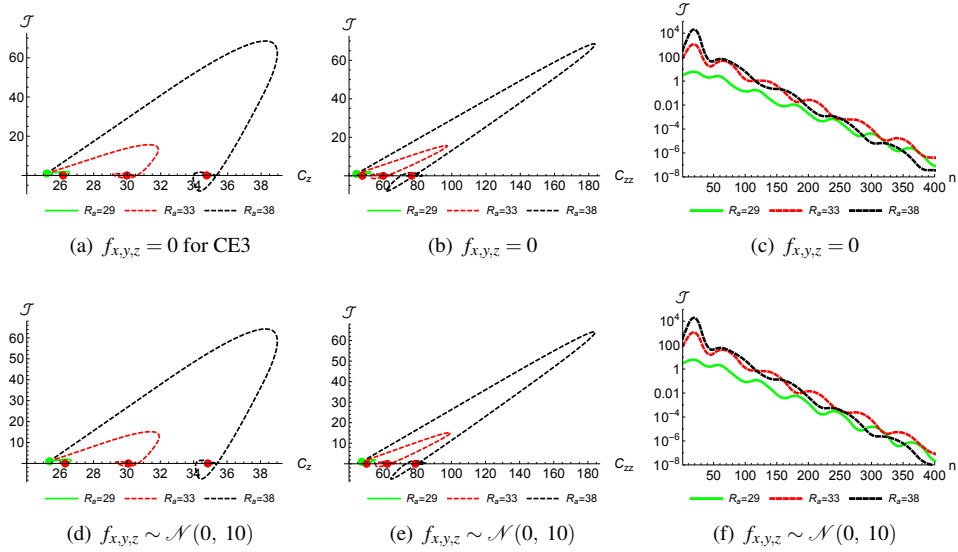 𝒥
60
40
20
26 28 30 32 34 36 38 C_z
R_a=29 R_a=33 R_a=38
(a) f_{x,y,z} = 0 for CE3
𝒥
60
40
20
60 80 100 120 140 160 180 C_{zz}
R_a=29 R_a=33 R_a=38
(b) f_{x,y,z} = 0
𝒥
10^4
100
1
0.01
10^{-4}
10^{-6}
10^{-8}
50 100 150 200 250 300 350 400 n
R_a=29 R_a=33 R_a=38
(c) f_{x,y,z} = 0
𝒥
60
50
40
30
20
10
26 28 30 32 34 36 38 C_z
R_a=29 R_a=33 R_a=38
(d) f_{x,y,z} ∼ 𝒩(0, 10)
𝒥
60
50
40
30
20
10
60 80 100 120 140 160 180 C_{zz}
R_a=29 R_a=33 R_a=38
(e) f_{x,y,z} ∼ 𝒩(0, 10)
𝒥
10^4
100
1
0.01
10^{-4}
10^{-6}
10^{-8}
50 100 150 200 250 300 350 400 n
R_a=29 R_a=33 R_a=38
(f) f_{x,y,z} ∼ 𝒩(0, 10)